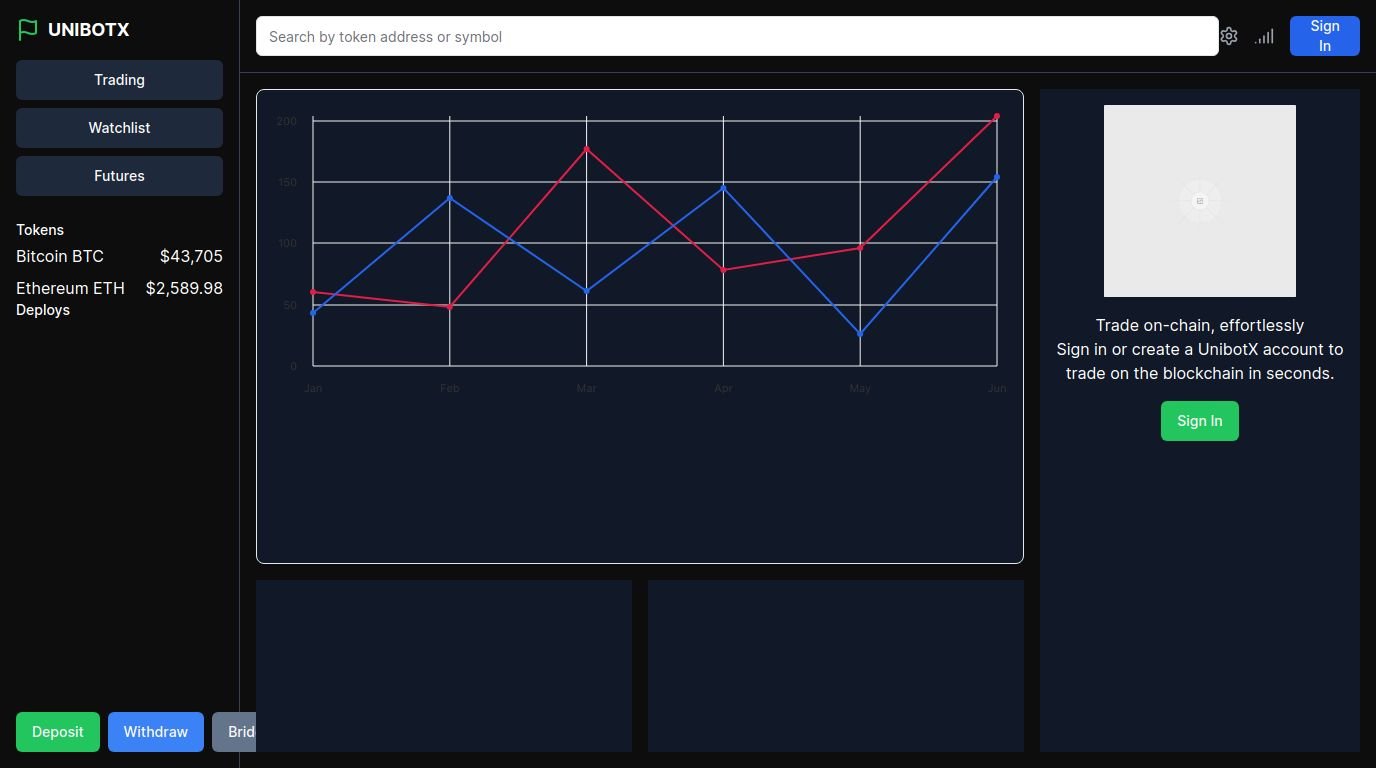 UNIBOTX
Trading
Watchlist
Futures
Tokens
Bitcoin BTC $43,705
Ethereum ETH $2,589.98
Deploys
Deposit Withdraw Brid
Search by token address or symbol
Sign
In
200
150
100
50
0
Jan Feb Mar Apr May Jun
Trade on-chain, effortlessly
Sign in or create a UnibotX account to
trade on the blockchain in seconds.
Sign In